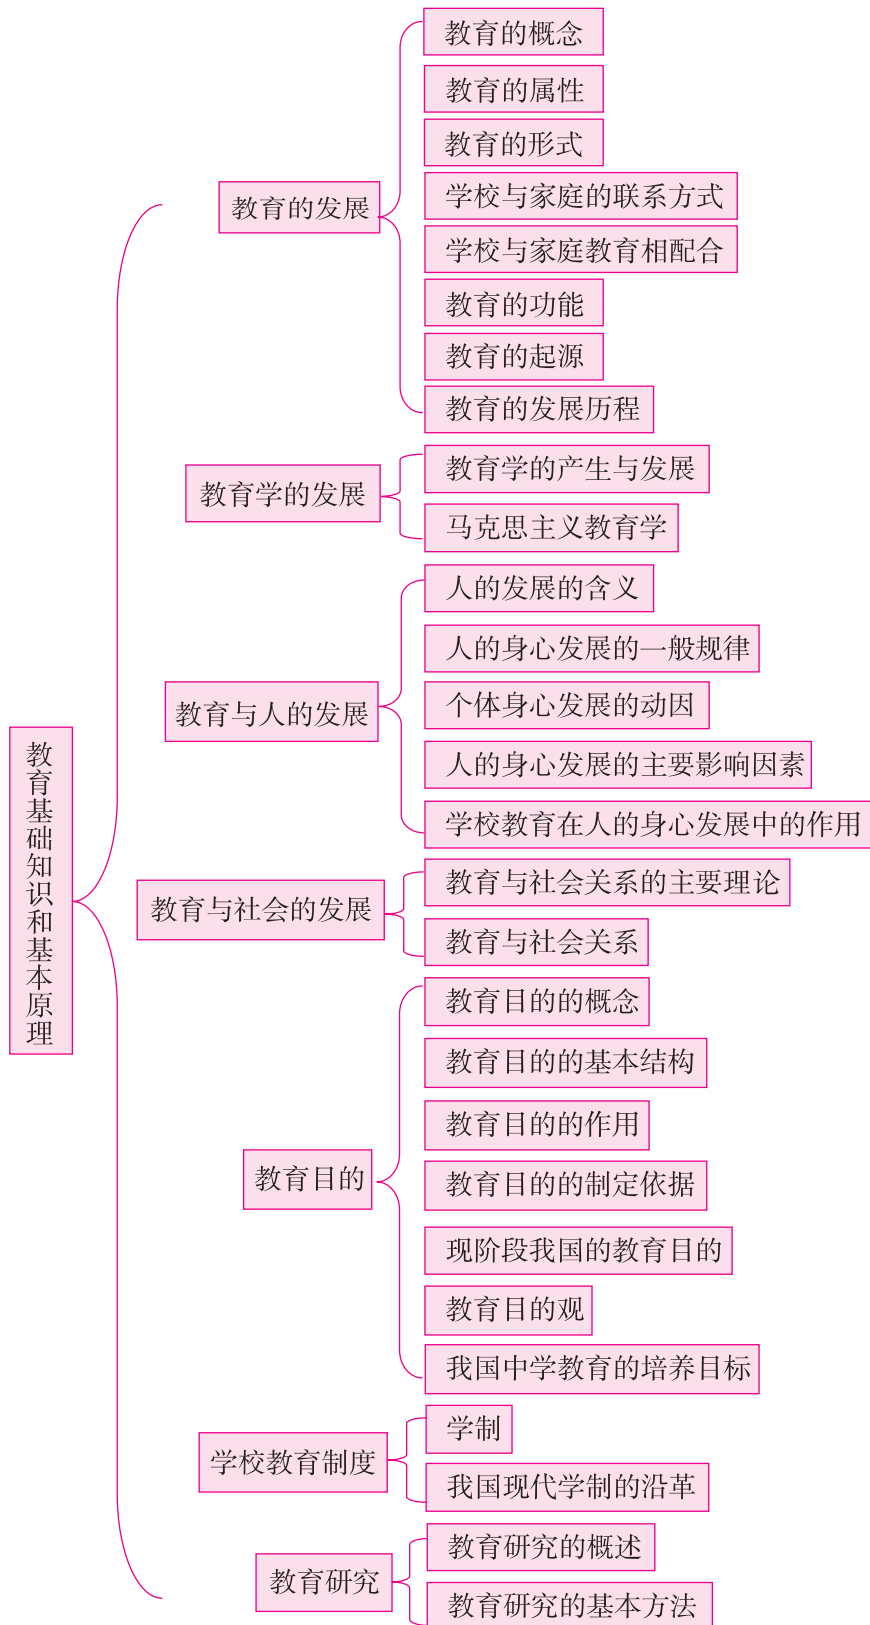 教育基础知识和基本原理
教育的发展
教育的概念
教育的属性
教育的形式
学校与家庭的联系方式
学校与家庭教育相配合
教育的功能
教育的起源
教育的发展历程
教育学的发展
教育学的产生与发展
马克思主义教育学
教育与人的发展
人的发展的含义
人的身心发展的一般规律
个体身心发展的动因
人的身心发展的主要影响因素
学校教育在人的身心发展中的作用
教育与社会的发展
教育与社会关系的主要理论
教育与社会关系
教育目的
教育目的的概念
教育目的的基本结构
教育目的的作用
教育目的的制定依据
现阶段我国的教育目的
教育目的观
我国中学教育的培养目标
学校教育制度
学制
我国现代学制的沿革
教育研究
教育研究的概述
教育研究的基本方法